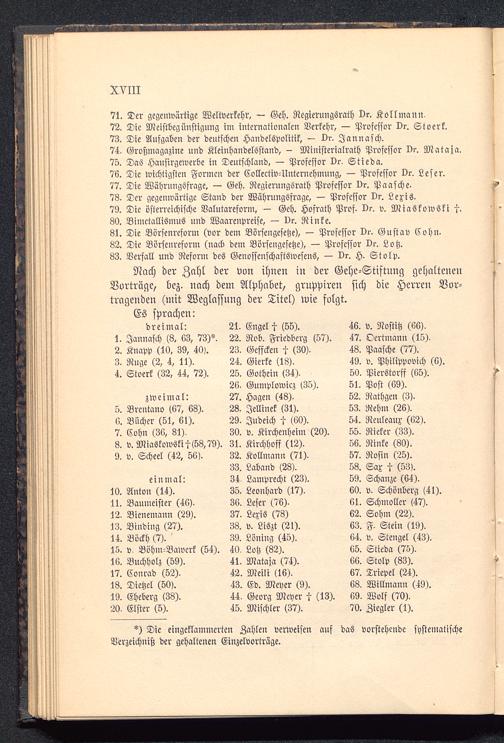 XVIII
71. Der gegenwärtige Weltverkehr, — Geh. Regierungsrath Dr. Kollmann.
72. Die Meistbegünstigung im internationalen Verkehr, — Professor Dr. Stoerk.
73. Die Aufgaben der deutschen Handelspolitik, — Dr. Jannasch.
74. Großmagazine und Kleinhandelsstand, — Ministerialrath Professor Dr. Mataja.
75. Das Hausirgewerbe in Deutschland, — Professor Dr. Stieda.
76. Die wichtigsten Formen der Collectiv-Unternehmung, — Professor Dr. Leser.
77. Die Währungsfrage, — Geh. Regierungsrath Professor Dr. Paasche.
78. Der gegenwärtige Stand der Währungsfrage, — Professor Dr. Lexis.
79. Die österreichische Valutareform, — Geh. Hofrath Prof. Dr. v. Miaskowski †.
80. Bimetallismus und Waarenpreise, — Dr. Rinke.
81. Die Börsenreform (vor dem Börsengesetze), — Professor Dr. Gustav Cohn.
82. Die Börsenreform (nach dem Börsengesetze), — Professor Dr. Lotz.
83. Verfall und Reform des Genossenschaftswesens, — Dr. H. Stolp.
Nach der Zahl der von ihnen in der Gehe-Stiftung gehaltenen
Vorträge, bez. nach dem Alphabet, gruppiren sich die Herren Vor-
tragenden (mit Weglassung der Titel) wie folgt.
Es sprachen:
dreimal:
1. Jannasch (8, 63, 73)*.
2. Knapp (10, 39, 40).
3. Ruge (2, 4, 11).
4. Stoerk (32, 44, 72).
zweimal:
5. Brentano (67, 68).
6. Bücher (51, 61).
7. Cohn (36, 81).
8. v. Miaskowski † (58, 79).
9. v. Scheel (42, 56).
einmal:
10. Anton (14).
11. Baumeister (46).
12. Bienemann (29).
13. Binding (27).
14. Böckh (7).
15. v. Böhm-Bawerk (54).
16. Buchholz (59).
17. Conrad (52).
18. Dietzel (50).
19. Eheberg (38).
20. Elster (5).
21. Engel † (55).
22. Rob. Friedberg (57).
23. Geffcken † (30).
24. Gierke (18).
25. Gothein (34).
26. Gumplowicz (35).
27. Hagen (48).
28. Jellinek (31).
29. Judeich † (60).
30. v. Kirchenheim (20).
31. Kirchhoff (12).
32. Kollmann (71).
33. Laband (28).
34. Lamprecht (23).
35. Leonhard (17).
36. Leser (76).
37. Lexis (78)
38. v. Liszt (21).
39. Löning (45).
40. Lotz (82).
41. Mataja (74).
42. Meili (16).
43. Ed. Meyer (9).
44. Georg Meyer † (13).
45. Mischler (37).
46. v. Nostitz (66).
47. Oertmann (15).
48. Paasche (77).
49. v. Philippovich (6).
50. Pierstorff (65).
51. Post (69).
52. Rathgen (3).
53. Rehm (26).
54. Reuleaux (62).
55. Rieker (33).
56. Rinke (80).
57. Rosin (25).
58. Sax † (53).
59. Schanze (64).
60. v. Schönberg (41).
61. Schmoller (47).
62. Sohm (22).
63. F. Stein (19).
64. v. Stengel (43).
65. Stieda (75).
66. Stolp (83).
67. Triepel (24).
68. Willmann (49).
69. Wolf (70).
70. Ziegler (1).
*) Die eingeklammerten Zahlen verweisen auf das vorstehende systematische
Verzeichniß der gehaltenen Einzelvorträge.